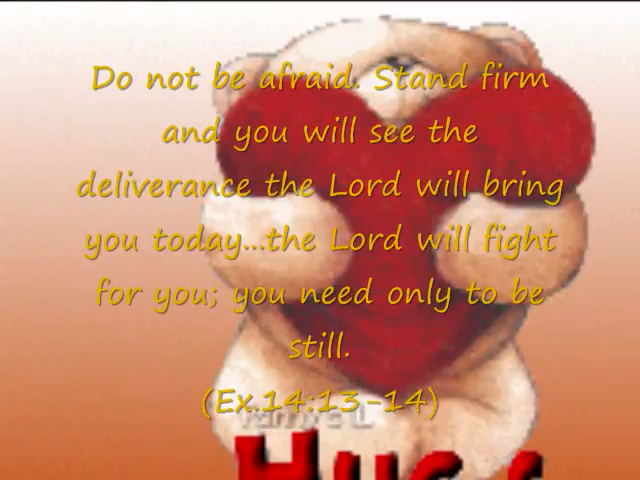 Do not be afraid. Stand firm
and you will see the
deliverance the Lord will bring
you today...the Lord will fight
for you; you need only to be
still.
(Ex.14:13-14)